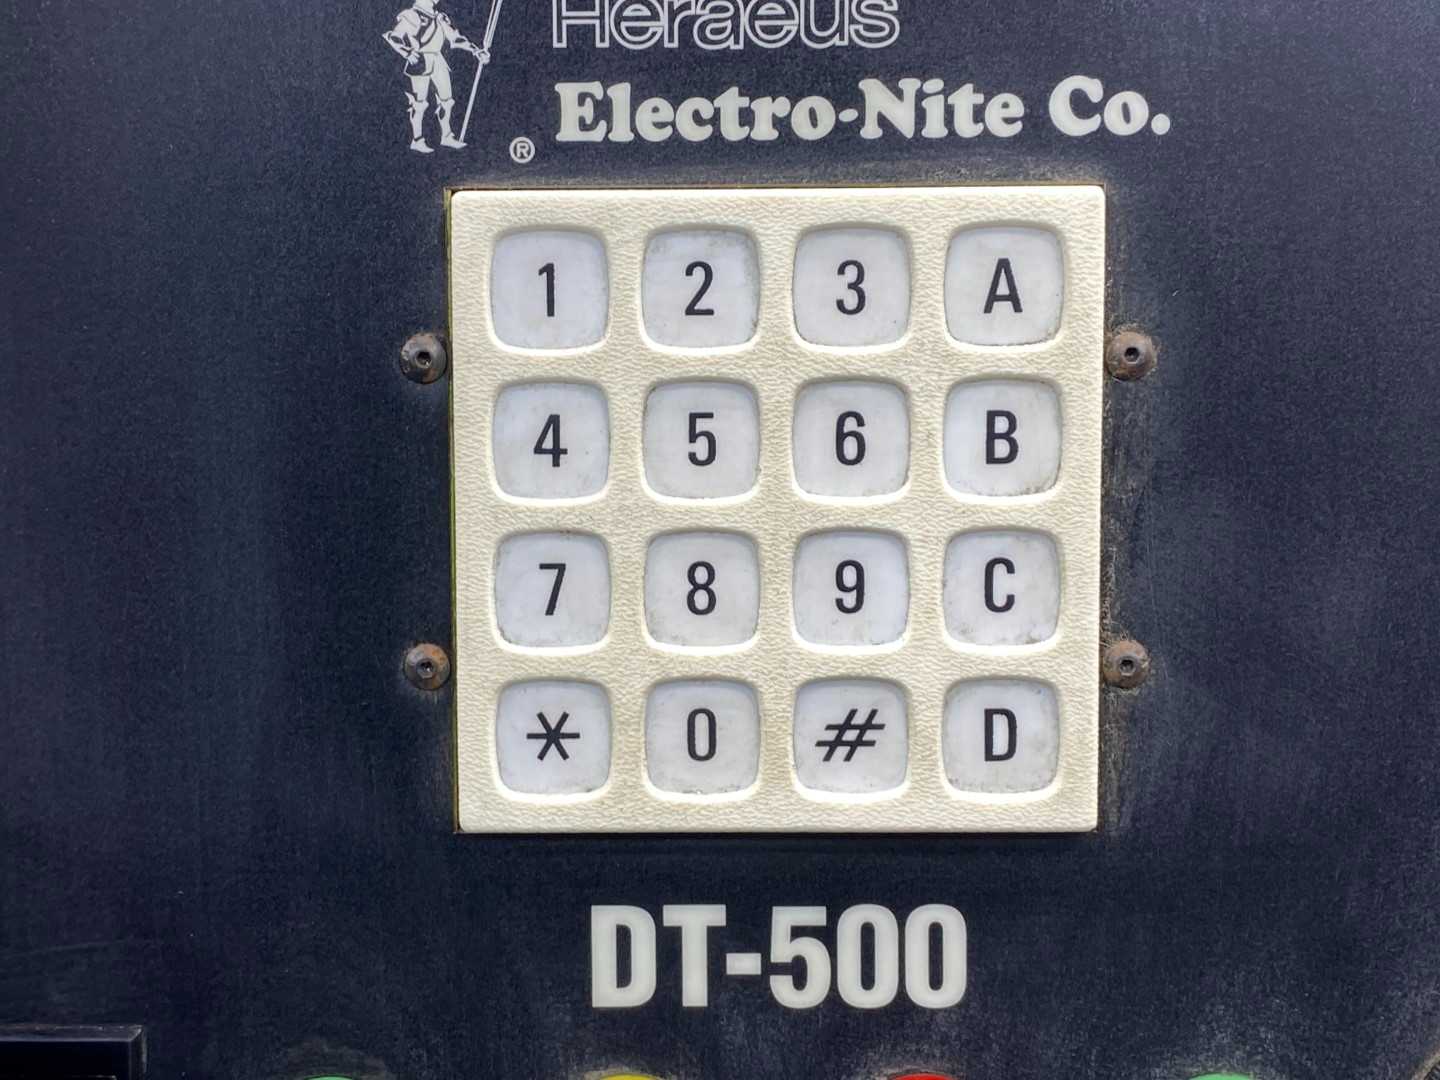 Heraeus
® Electro-Nite Co.
1 2 3 A
4 5 6 B
7 8 9 C
* 0 # D
DT-500